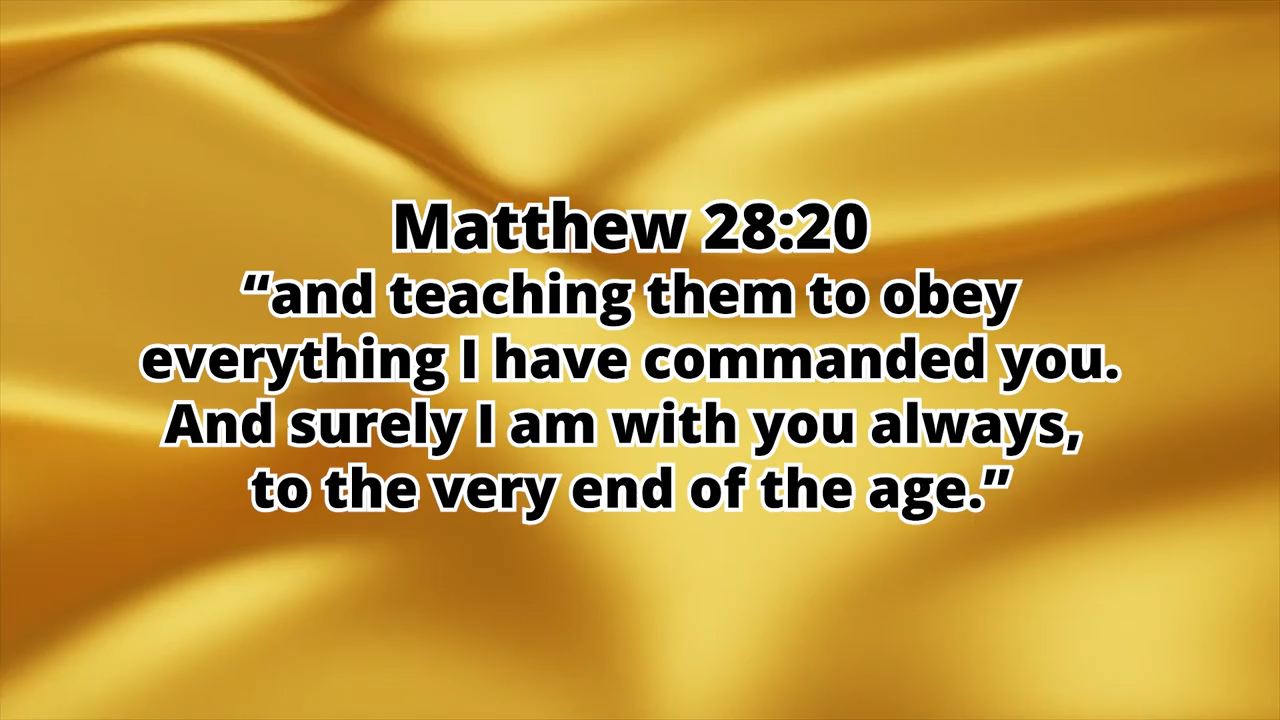 Matthew 28:20
“and teaching them to obey
everything I have commanded you.
And surely I am with you always,
to the very end of the age.”